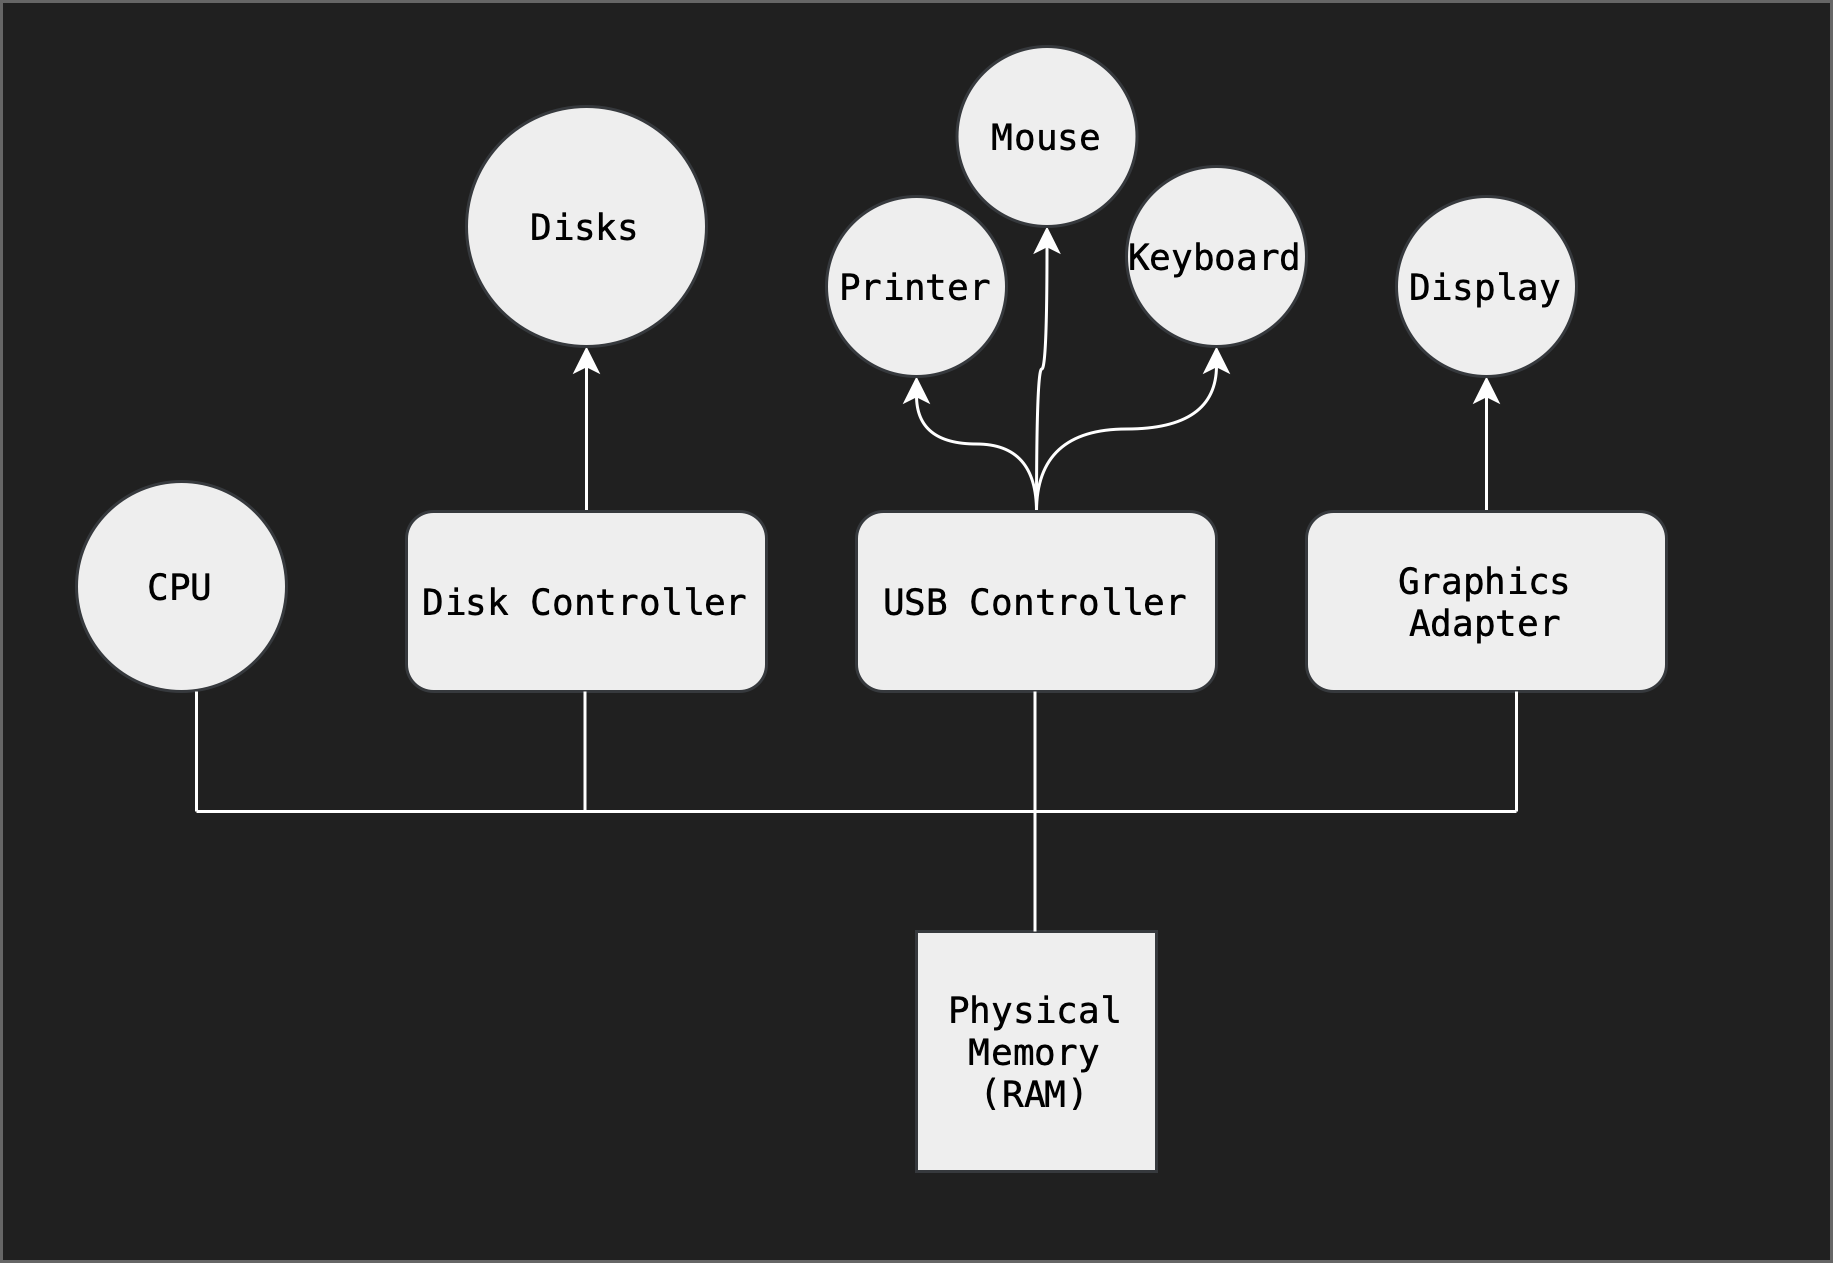 Mouse
Disks
Keyboard
Printer
Display
CPU
Disk Controller
USB Controller
Graphics
Adapter
Physical
Memory
(RAM)